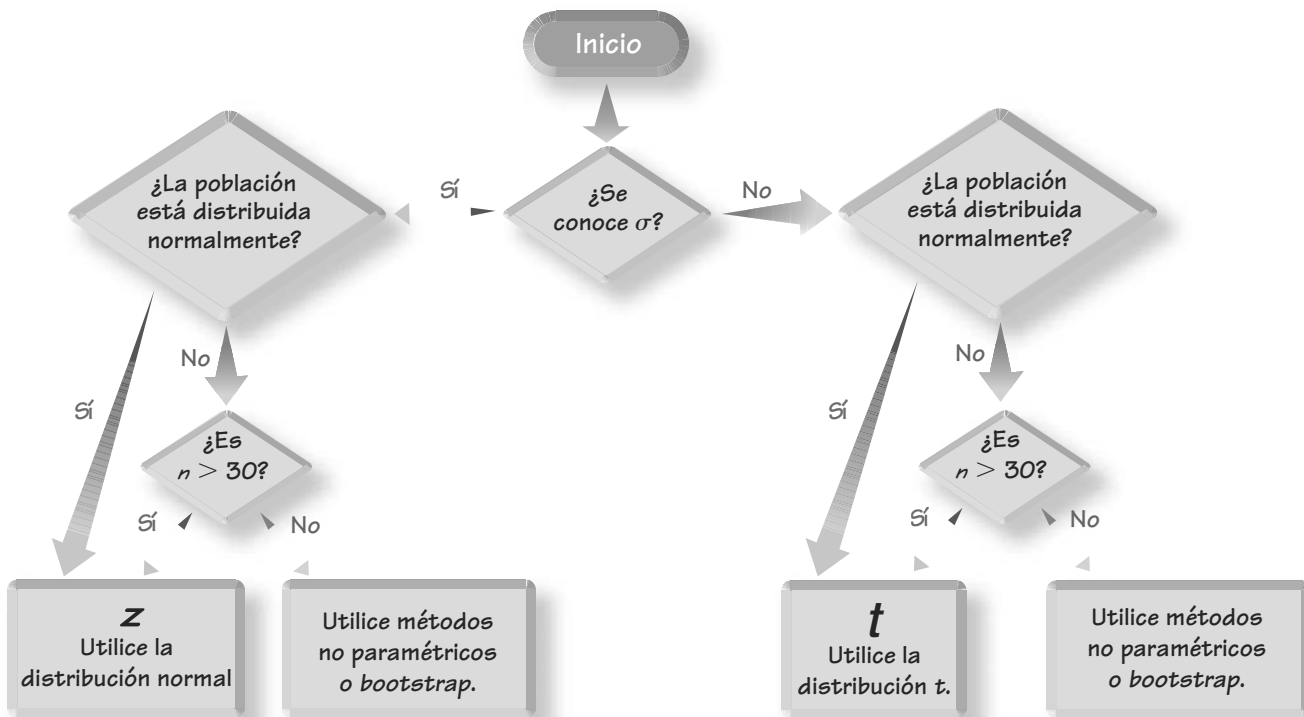 Inicio
¿La población
está distribuida
normalmente?
Sí
¿Se
conoce σ?
No
¿La población
está distribuida
normalmente?
Sí
No
¿Es
n > 30?
Sí
No
z
Utilice la
distribución normal
Utilice métodos
no paramétricos
o bootstrap.
Sí
No
¿Es
n > 30?
Sí
No
t
Utilice la
distribución t.
Utilice métodos
no paramétricos
o bootstrap.